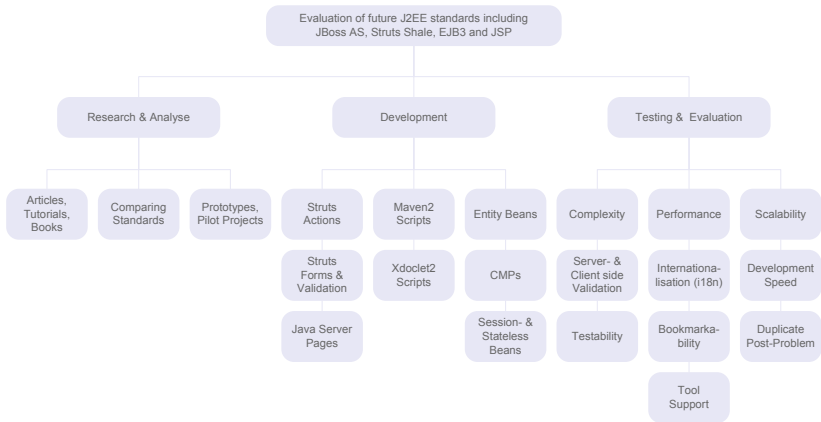 Evaluation of future J2EE standards including
JBoss AS, Struts Shale, EJB3 and JSP
Research & Analyse
Development
Testing & Evaluation
Articles,
Tutorials,
Books
Comparing
Standards
Prototypes,
Pilot Projects
Struts
Actions
Maven2
Scripts
Entity Beans
Complexity
Performance
Scalability
Struts
Forms &
Validation
Xdoclet2
Scripts
CMPs
Server- &
Client side
Validation
Internationa-
lisation (i18n)
Development
Speed
Java Server
Pages
Session- &
Stateless
Beans
Testability
Bookmarka-
bility
Duplicate
Post-Problem
Tool
Support